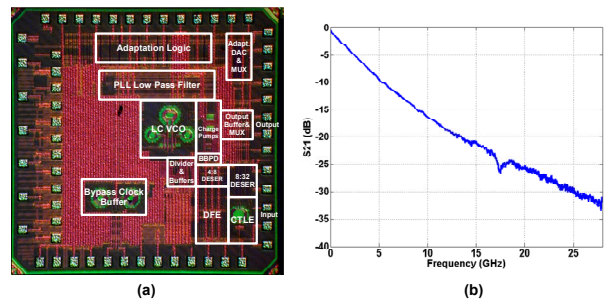 Adaptation Logic
Adapt.
DAC
&
MUX
PLL Low Pass Filter
LC VCO
Charge
Pumps
Output
Buffer&
MUX
Output
BBPD
Divider
&
Buffers
4:8
DESER
8:32
DESER
Bypass Clock
Buffer
DFE
CTLE
Input
(a)
S21 (dB)
0
-5
-10
-15
-20
-25
-30
-35
-40
0
5
10
15
20
25
Frequency (GHz)
(b)